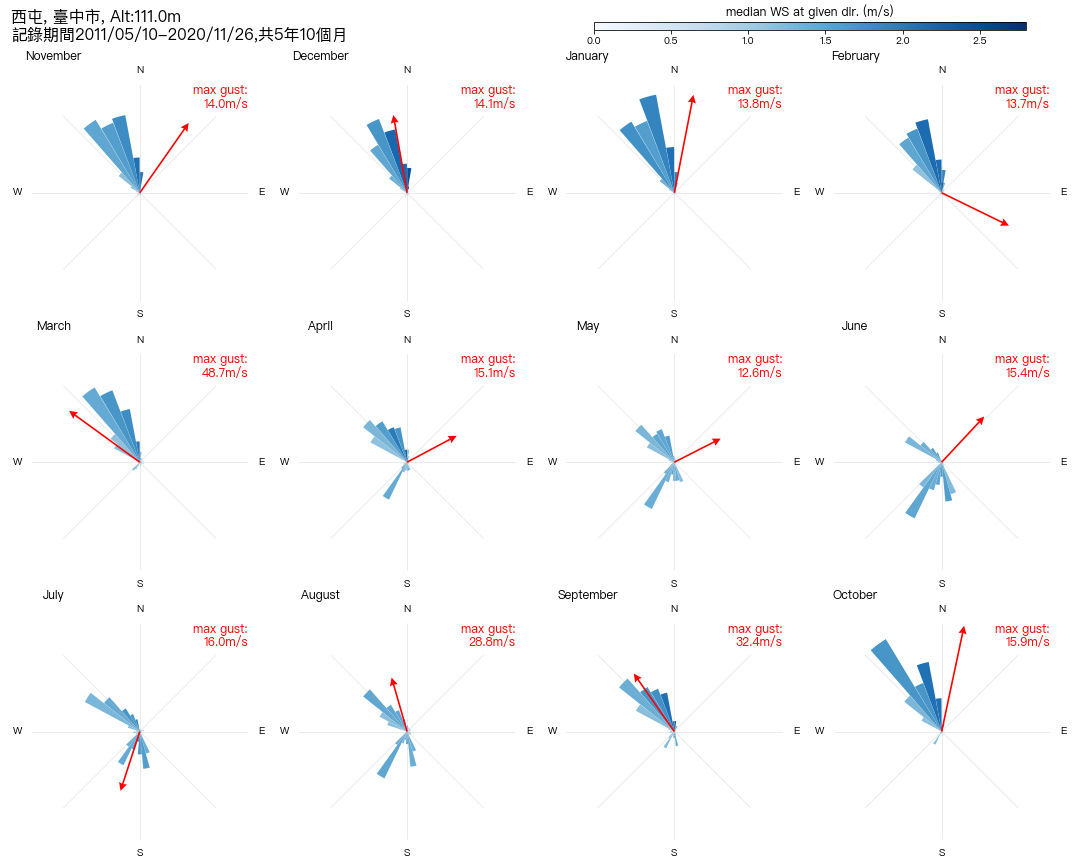 西屯, 臺中市, Alt:111.0m
記錄期間2011/05/10−2020/11/26,共5年10個月
median WS at given dir. (m/s)
0.0 0.5 1.0 1.5 2.0 2.5
November
N
max gust:
14.0m/s
W E
S
December
N
max gust:
14.1m/s
W E
January
N
max gust:
13.8m/s
W E
S
February
N
max gust:
13.7m/s
W E
S
March
N
max gust:
48.7m/s
W E
S
April
S
N
max gust:
15.1m/s
W E
S
May
N
max gust:
12.6m/s
W E
S
June
N
max gust:
15.4m/s
W E
S
July
N
max gust:
16.0m/s
W E
S
August
N
max gust:
28.8m/s
W E
S
September
N
max gust:
32.4m/s
W E
S
October
N
max gust:
15.9m/s
W E
S